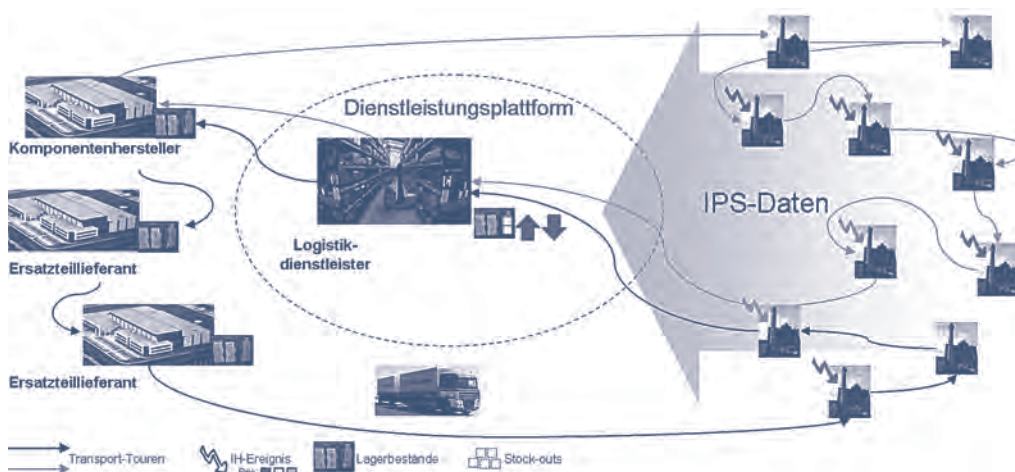 Dienstleistungsplattform
Komponentenhersteller
IPS-Daten
Logistik-
dienstleister
Ersatzteillieferant
Ersatzteillieferant
Transport-Touren
IH-Ereignis
Lagerbestände
Stock-outs